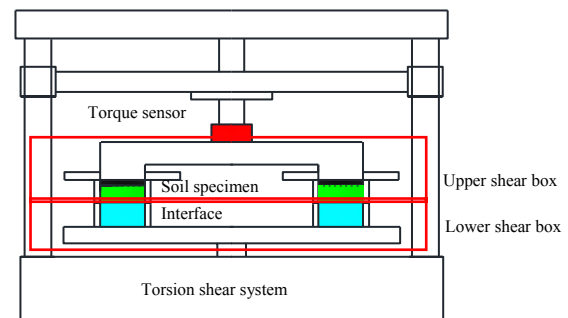 Torque sensor
Soil specimen
Upper shear box
Interface
Lower shear box
Torsion shear system